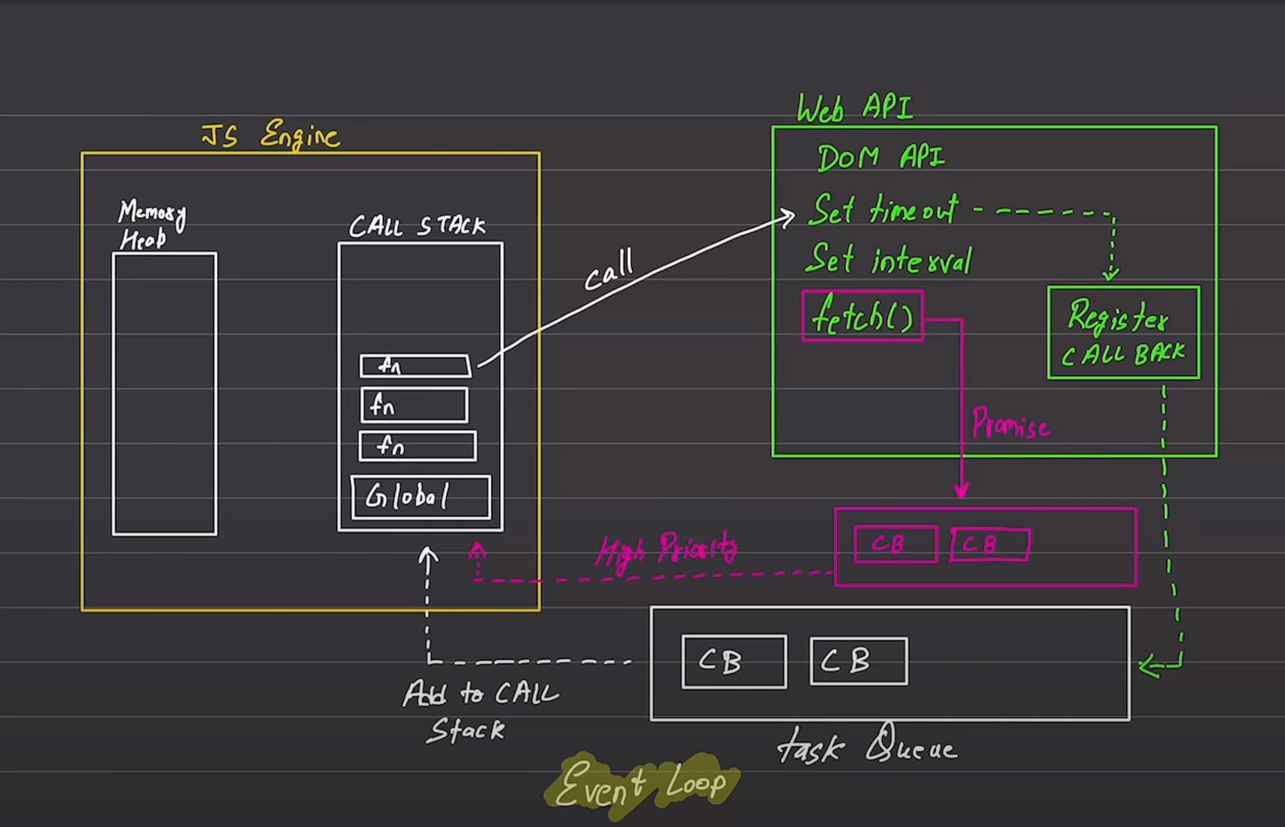 JS Engine
Memory
Heap
CALL STACK
fn
fn
fn
Global
call
Web API
DOM API
Set timeout
Set interval
fetch()
Register
CALL BACK
Promise
CB CB
High Priority
CB CB
Add to CALL
Stack
task Queue
Event Loop